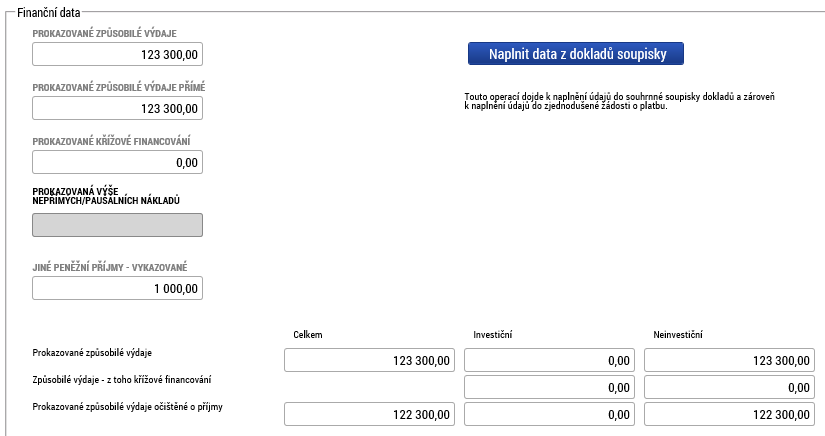 Finanční data
PROKAZOVANÉ ZPŮSOBILÉ VÝDAJE
123 300,00
Naplnit data z dokladů soupisky
PROKAZOVANÉ ZPŮSOBILÉ VÝDAJE PŘÍMÉ
123 300,00
Touto operací dojde k naplnění údajů do souhrnné soupisky dokladů a zároveň
k naplnění údajů do zjednodušené žádosti o platbu.
PROKAZOVANÉ KŘÍŽOVÉ FINANCOVÁNÍ
0,00
PROKAZOVANÁ VÝŠE
NEPŘÍMÝCH/PAUŠÁLNÍCH NÁKLADŮ
JINÉ PENĚŽNÍ PŘÍJMY - VYKAZOVANÉ
1 000,00
Celkem Investiční Neinvestiční
Prokazované způsobilé výdaje 123 300,00 0,00 123 300,00
Způsobilé výdaje - z toho křížové financování 0,00 0,00
Prokazované způsobilé výdaje očištěné o příjmy 122 300,00 0,00 122 300,00